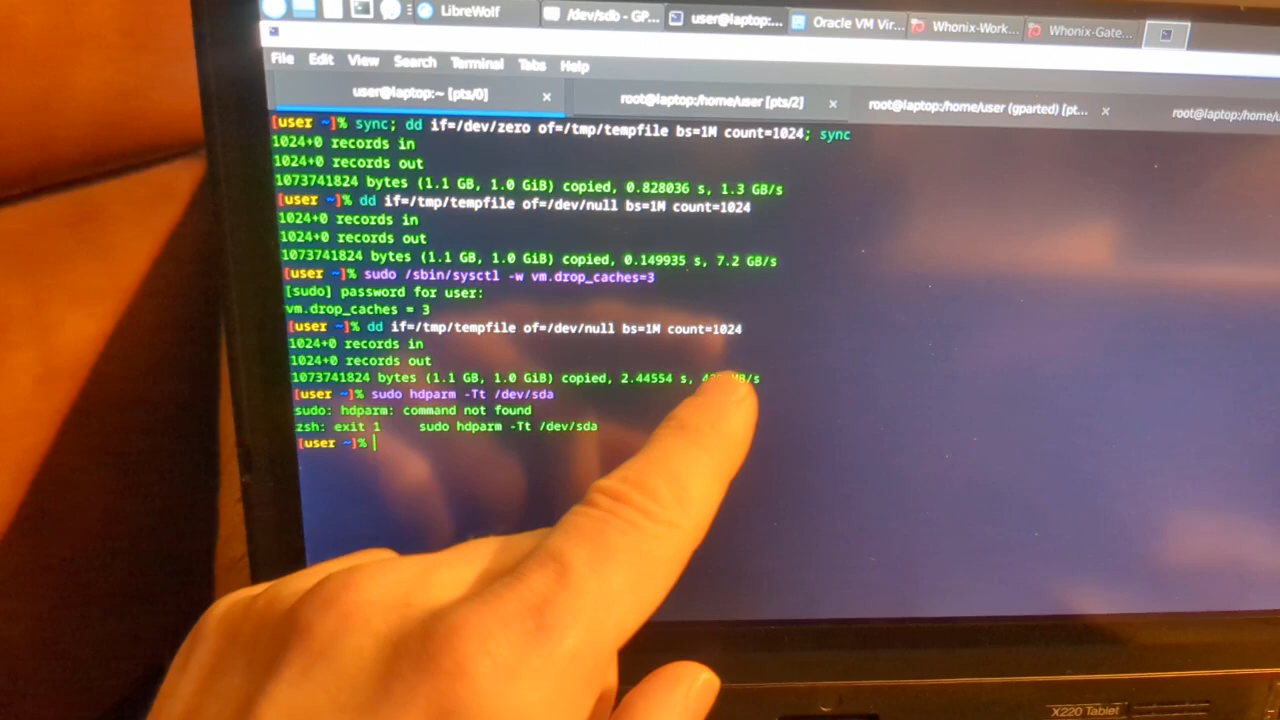 LibreWolf
/dev/sdb - GP...
user@laptop:...
Oracle VM Vir...
Whonix-Work...
Whonix-Gate...
File Edit View Search Terminal Tabs Help
user@laptop:~ [pts/0]
root@laptop:/home/user [pts/2]
root@laptop:/home/user (gparted) [pt...
root@laptop:/home/u
[user ~]% sync; dd if=/dev/zero of=/tmp/tempfile bs=1M count=1024; sync
1024+0 records in
1024+0 records out
1073741824 bytes (1.1 GB, 1.0 GiB) copied, 0.828036 s, 1.3 GB/s
[user ~]% dd if=/tmp/tempfile of=/dev/null bs=1M count=1024
1024+0 records in
1024+0 records out
1073741824 bytes (1.1 GB, 1.0 GiB) copied, 0.149935 s, 7.2 GB/s
[user ~]% sudo /sbin/sysctl -w vm.drop_caches=3
[sudo] password for user:
vm.drop_caches = 3
[user ~]% dd if=/tmp/tempfile of=/dev/null bs=1M count=1024
1024+0 records in
1024+0 records out
1073741824 bytes (1.1 GB, 1.0 GiB) copied, 2.44554 s, MB/s
[user ~]% sudo hdparm -Tt /dev/sda
sudo: hdparm: command not found
zsh: exit 1 sudo hdparm -Tt /dev/sda
[user ~]%
X220 Tablet